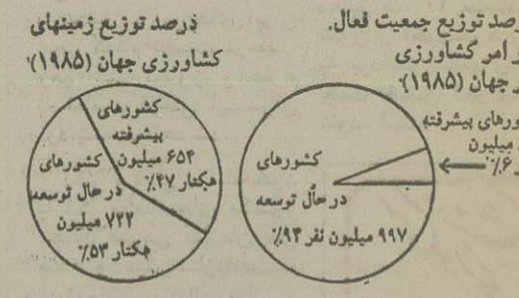 رصد توزیع جمعیت فعال.
ر امر کشاورزی
جهان (۱۹۸۵)
ورهای پیشرفته
میلیون
۶٪
کشورهای
در حال توسعه
۹۹۷ میلیون نفر ۹۴٪
درصد توزیع زمینهای
کشاورزی جهان (۱۹۸۵)
کشورهای
پیشرفته
۶۵۴ میلیون
هکتار ۴۷٪
کشورهای
در حال توسعه
۷۲۲ میلیون
هکتار ۵۳٪